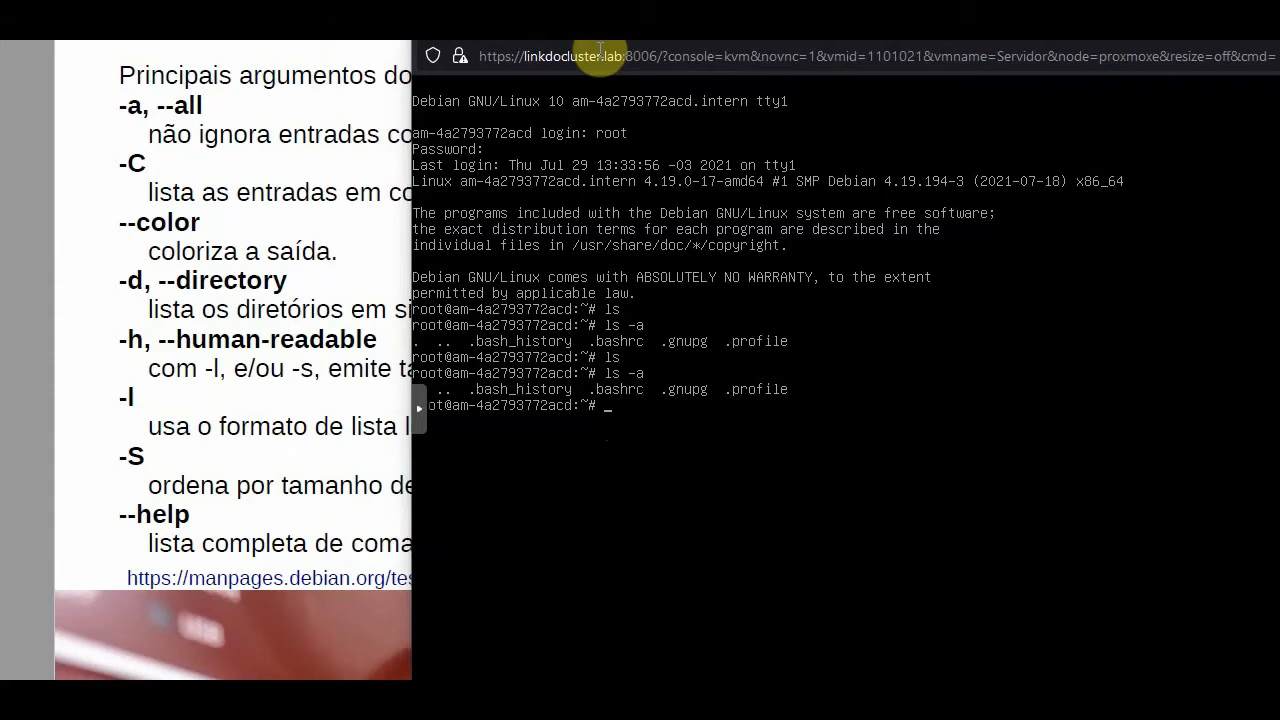 Principais argumentos do
-a, --all
não ignora entradas co
-C
lista as entradas em co
--color
coloriza a saída.
-d, --directory
lista os diretórios em si
-h, --human-readable
com -l, e/ou -s, emite ta
-l
usa o formato de lista l
-S
ordena por tamanho de
--help
lista completa de coma
https://manpages.debian.org/tes
https://linkdocluster.lab:8006/?console=kvm&novnc=1&vmid=1101021&vmname=Servidor&node=proxmoxe&resize=off&cmd=
Debian GNU/Linux 10 am-4a2793772acd.intern tty1
am-4a2793772acd login: root
Password:
Last login: Thu Jul 29 13:33:56 -03 2021 on tty1
Linux am-4a2793772acd.intern 4.19.0-17-amd64 #1 SMP Debian 4.19.194-3 (2021-07-18) x86_64
The programs included with the Debian GNU/Linux system are free software;
the exact distribution terms for each program are described in the
individual files in /usr/share/doc/*/copyright.
Debian GNU/Linux comes with ABSOLUTELY NO WARRANTY, to the extent
permitted by applicable law.
root@am-4a2793772acd:~# ls
root@am-4a2793772acd:~# ls -a
. .. .bash_history .bashrc .gnupg .profile
root@am-4a2793772acd:~# ls
root@am-4a2793772acd:~# ls -a
.. .bash_history .bashrc .gnupg .profile
ot@am-4a2793772acd:~# _